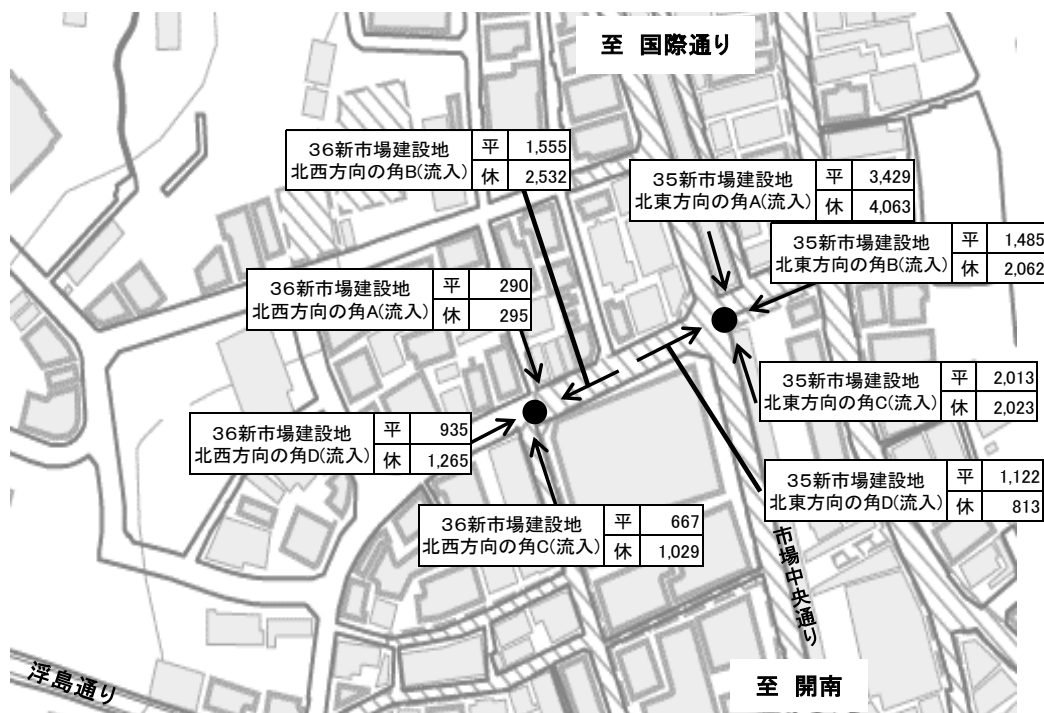 至 国際通り
36新市場建設地
北西方向の角B(流入)
平 1,555
休 2,532
35新市場建設地
北東方向の角A(流入)
平 3,429
休 4,063
35新市場建設地
北東方向の角B(流入)
平 1,485
休 2,062
36新市場建設地
北西方向の角A(流入)
平 290
休 295
35新市場建設地
北東方向の角C(流入)
平 2,013
休 2,023
36新市場建設地
北西方向の角D(流入)
平 935
休 1,265
35新市場建設地
北東方向の角D(流入)
平 1,122
休 813
36新市場建設地
北西方向の角C(流入)
平 667
休 1,029
市場中央通り
浮島通り
至 開南